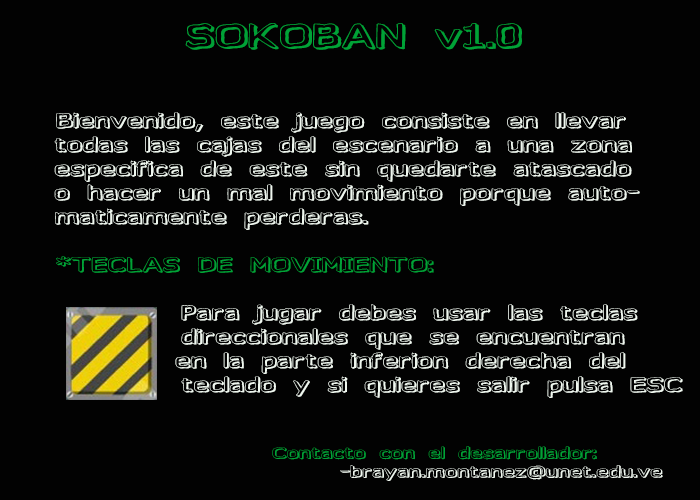 SOKOBAN v1.0
Bienvenido, este juego consiste en llevar
todas las cajas del escenario a una zona
especifica de este sin quedarte atascado
o hacer un mal movimiento porque auto-
maticamente perderas.
*TECLAS DE MOVIMIENTO:
Para jugar debes usar las teclas
direccionales que se encuentran
en la parte inferion derecha del
teclado y si quieres salir pulsa ESC
Contacto con el desarrollador:
-brayan.montanez@unet.edu.ve